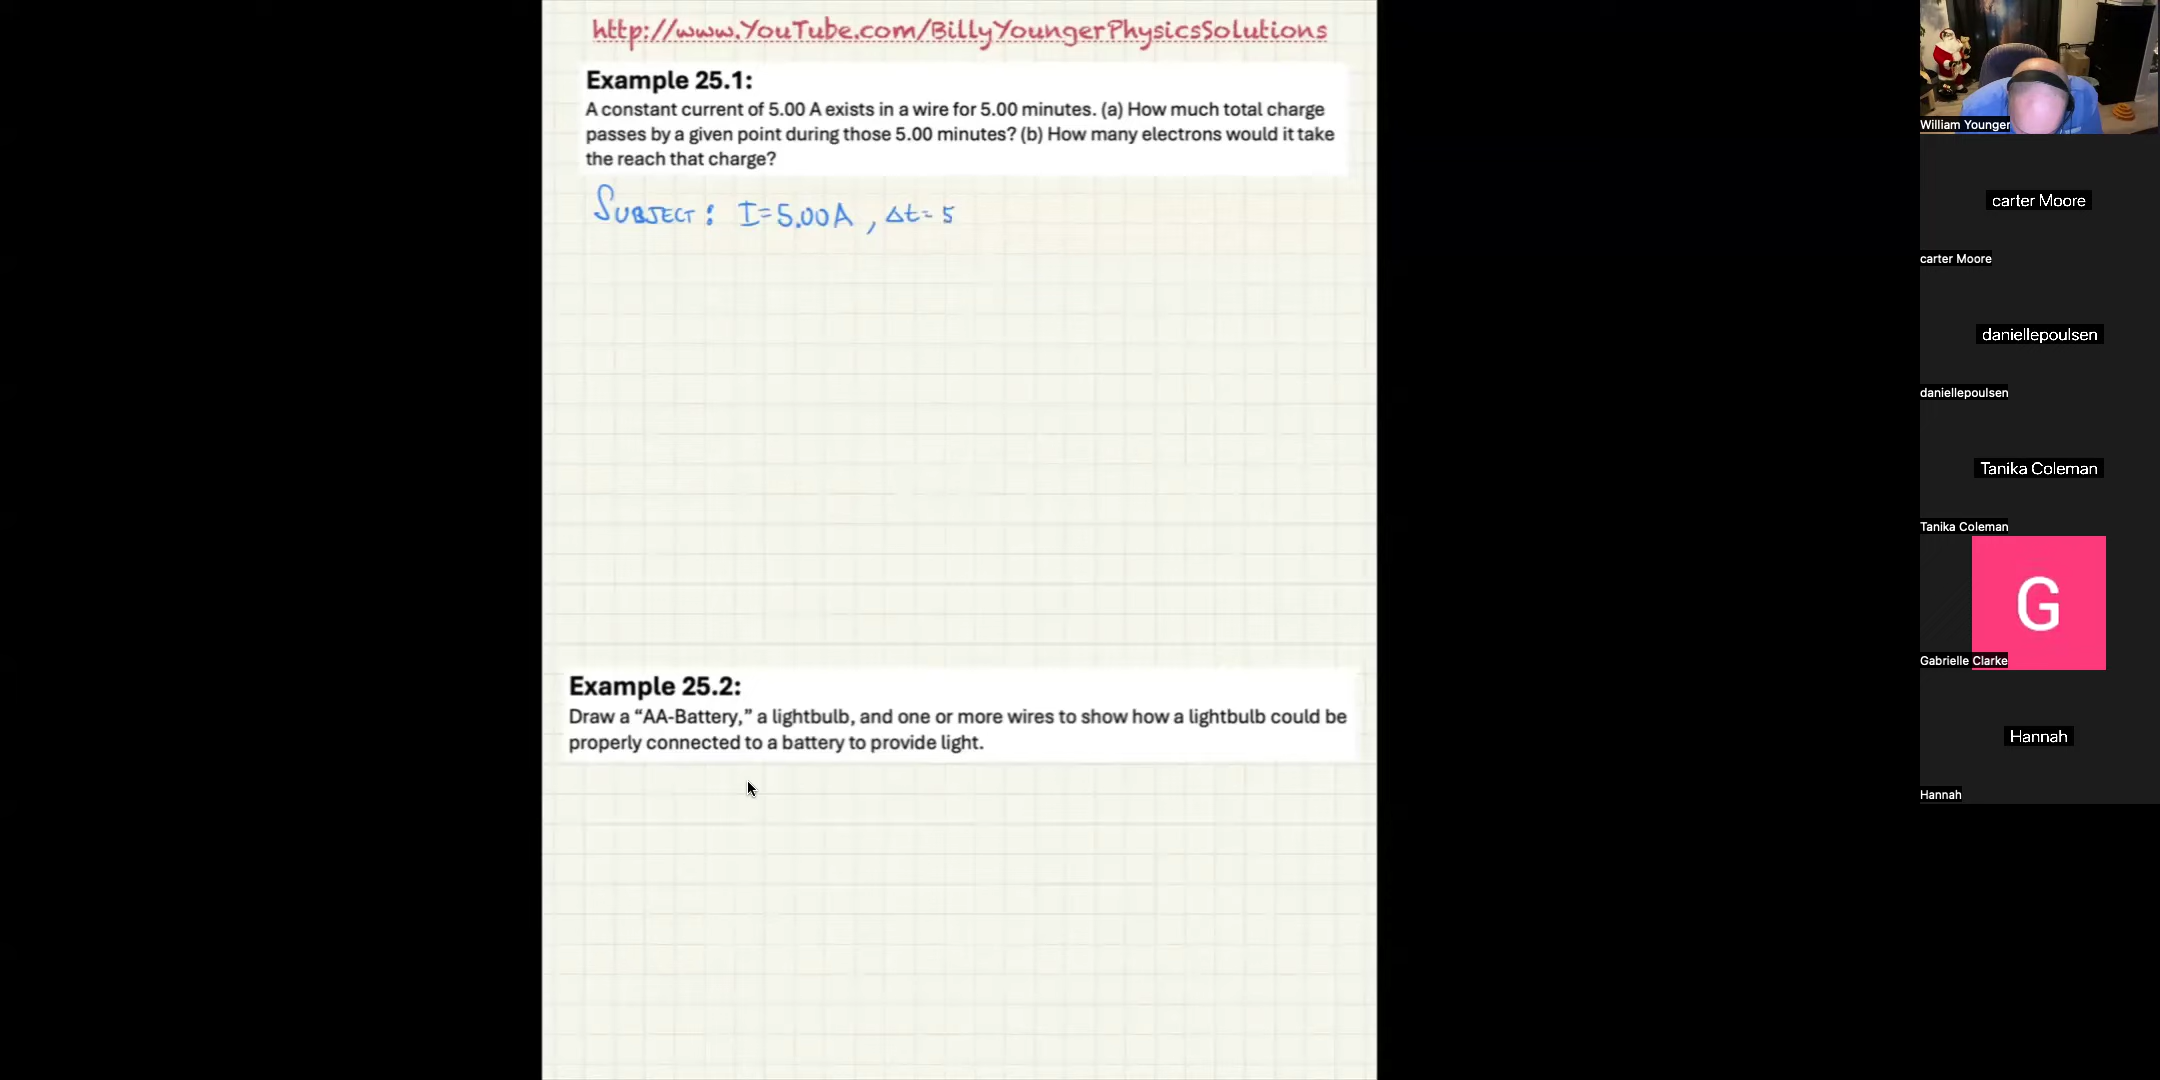 http://www.YouTube.com/BillyYoungerPhysicsSolutions
Example 25.1:
A constant current of 5.00 A exists in a wire for 5.00 minutes. (a) How much total charge
passes by a given point during those 5.00 minutes? (b) How many electrons would it take
the reach that charge?
SUBJECT: I=5.00A, Δt= 5
Example 25.2:
Draw a “AA-Battery,” a lightbulb, and one or more wires to show how a lightbulb could be
properly connected to a battery to provide light.
William Younger
carter Moore
carter Moore
daniellepoulsen
daniellepoulsen
Tanika Coleman
Tanika Coleman
G
Gabrielle Clarke
Hannah
Hannah